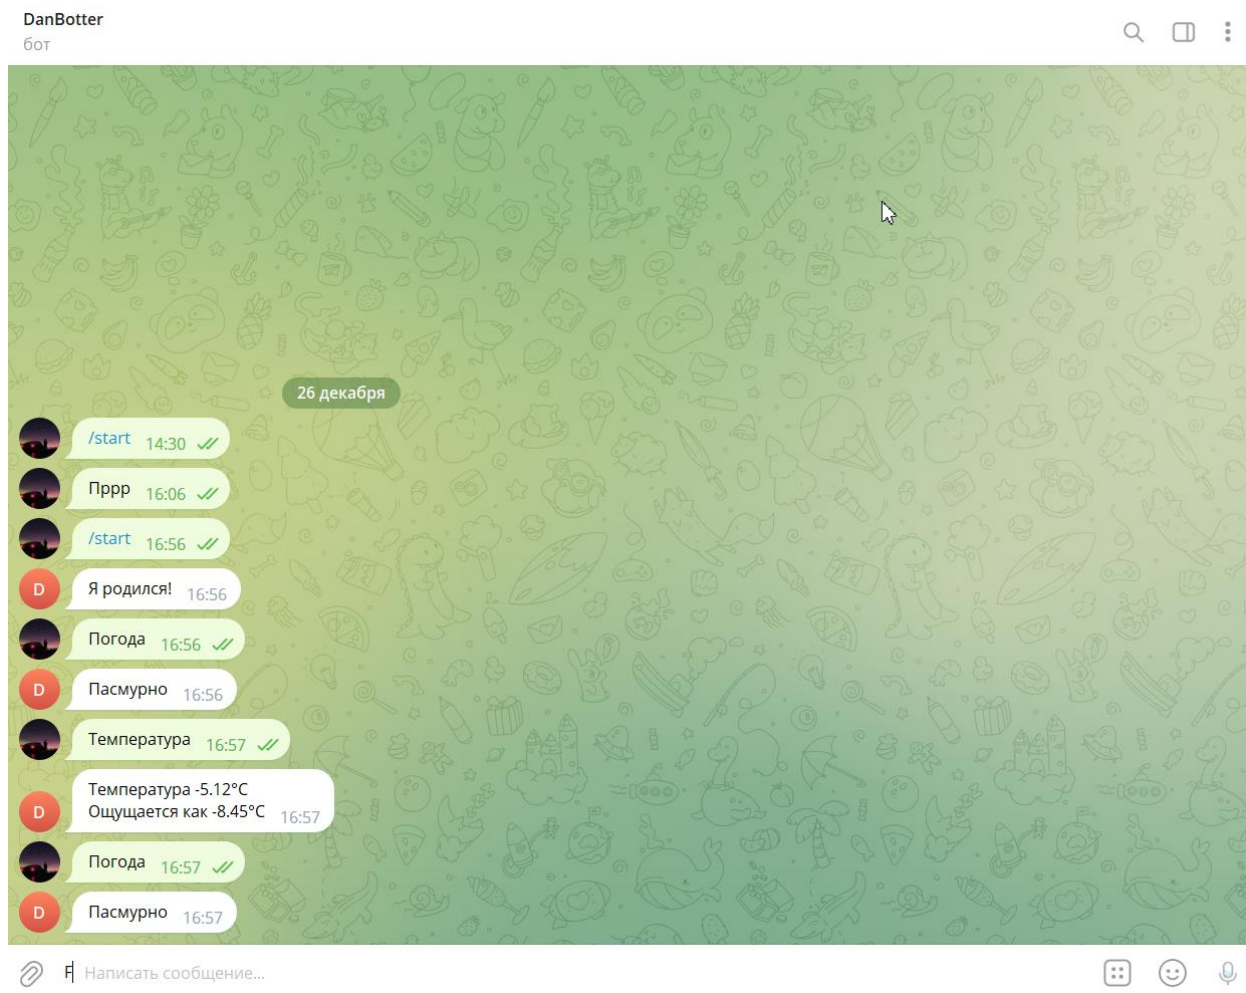 DanBotter
бот
26 декабря
/start 14:30
Пррр 16:06
/start 16:56
D Я родился! 16:56
Погода 16:56
D Пасмурно 16:56
Температура 16:57
Температура -5.12°C
D Ощущается как -8.45°C 16:57
Погода 16:57
D Пасмурно 16:57
F Написать сообщение...